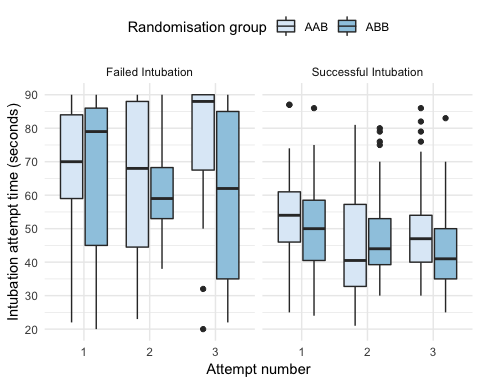 Randomisation group AAB ABB
Failed Intubation Successful Intubation
Intubation attempt time (seconds)
90
80
70
60
50
40
30
20
1 2 3 1 2 3
Attempt number